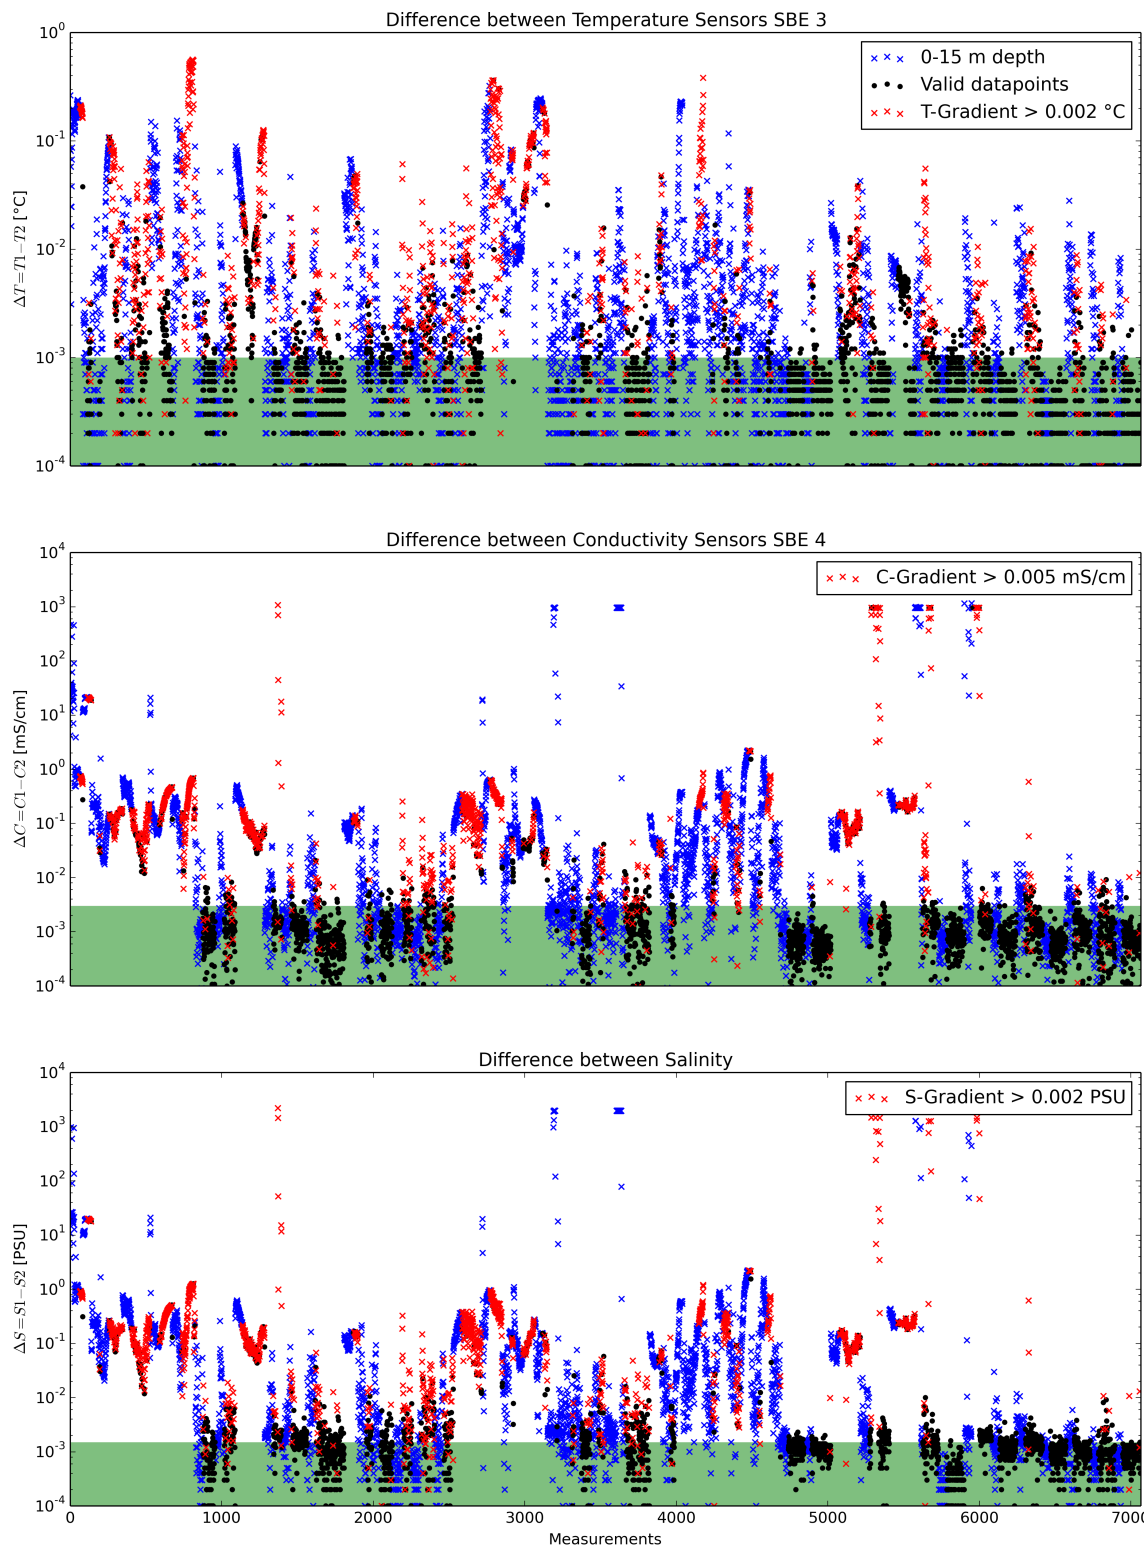 Difference between Temperature Sensors SBE 3
10^0
10^-1
10^-2
10^-3
10^-4
ΔT=T1−T2 [°C]
0-15 m depth
Valid datapoints
T-Gradient > 0.002 °C
Difference between Conductivity Sensors SBE 4
10^4
10^3
10^2
10^1
10^0
10^-1
10^-2
10^-3
10^-4
ΔC=C1−C2 [mS/cm]
C-Gradient > 0.005 mS/cm
Difference between Salinity
10^4
10^3
10^2
10^1
10^0
10^-1
10^-2
10^-3
10^-4
ΔS=S1−S2 [PSU]
S-Gradient > 0.002 PSU
0 1000 2000 3000 4000 5000 6000 7000
Measurements